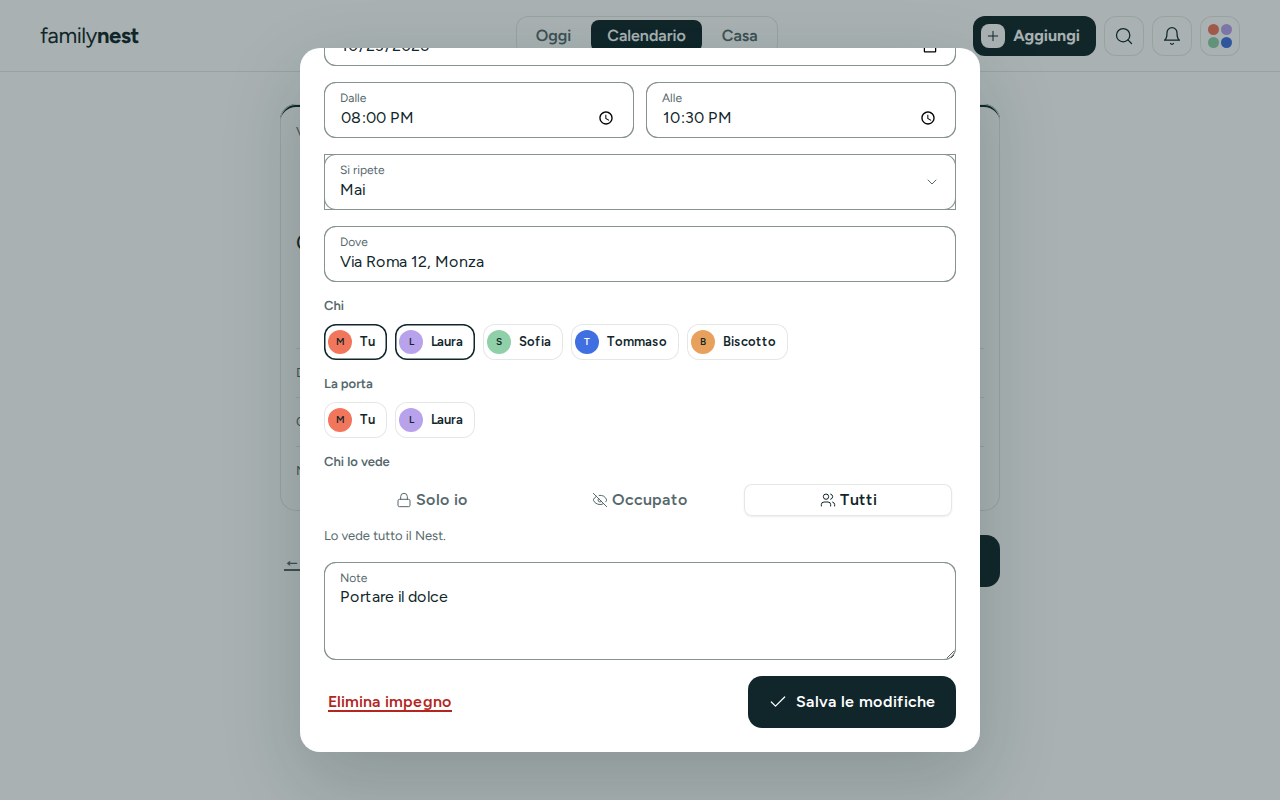 familynest
Oggi
Calendario
Casa
Aggiungi
Dalle
08:00 PM
Alle
10:30 PM
Si ripete
Mai
Dove
Via Roma 12, Monza
Chi
M Tu
L Laura
S Sofia
T Tommaso
B Biscotto
La porta
M Tu
L Laura
Chi lo vede
Solo io
Occupato
Tutti
Lo vede tutto il Nest.
Note
Portare il dolce
Elimina impegno
Salva le modifiche